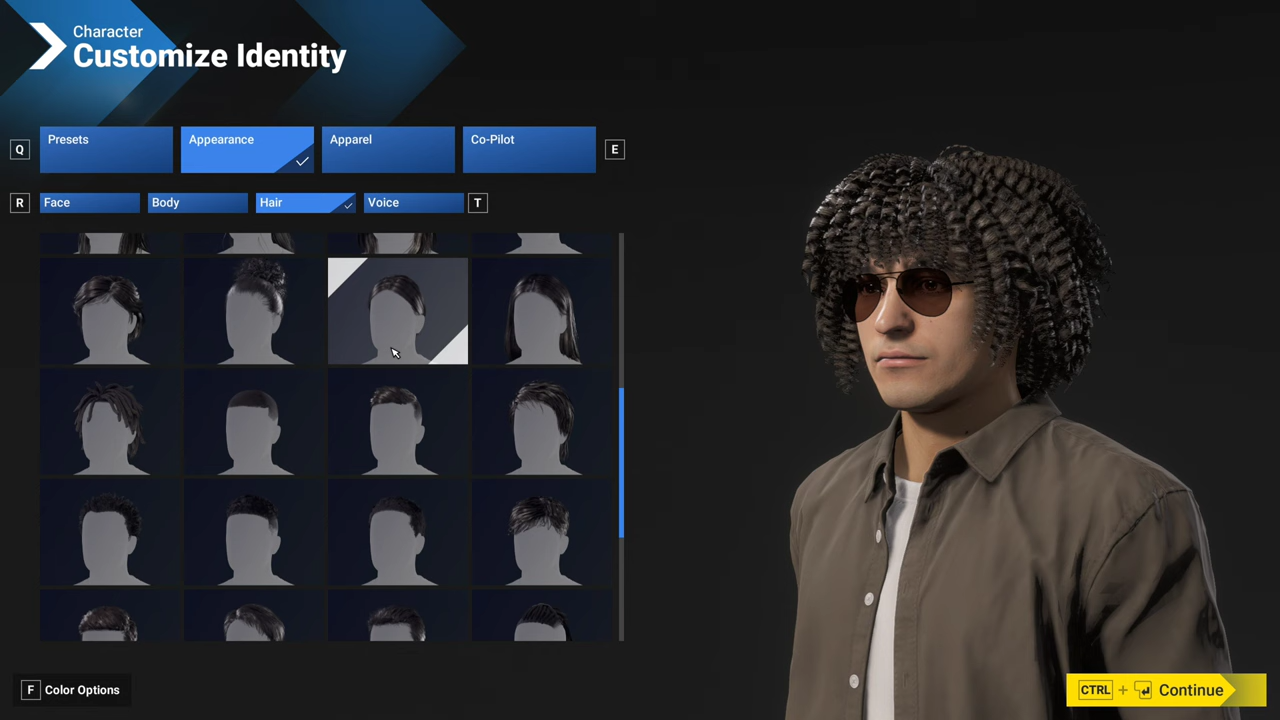 Character
Customize Identity
Q
Presets
Appearance
Apparel
Co-Pilot
E
R
Face
Body
Hair
Voice
T
F Color Options
CTRL + Continue